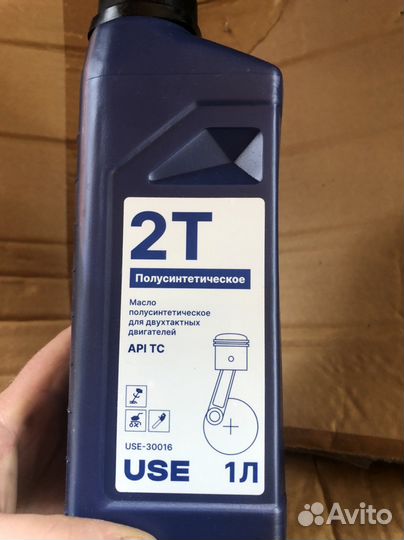 2T
Полусинтетическое
Масло
полусинтетическое
для двухтактных
двигателей
API TC
USE-30016
USE 1Л
Avito